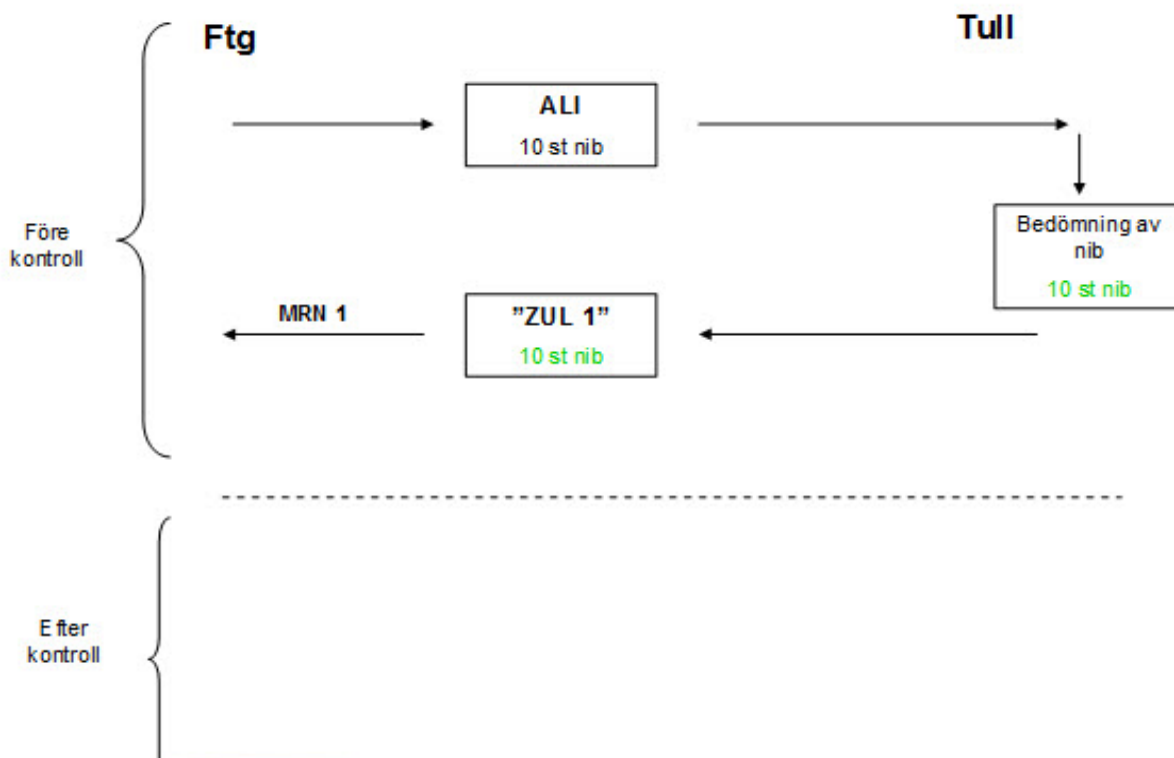 Ftg
Tull
ALI
10 st nib
Före
kontroll
Bedömning av
nib
10 st nib
MRN 1
”ZUL 1”
10 st nib
Efter
kontroll